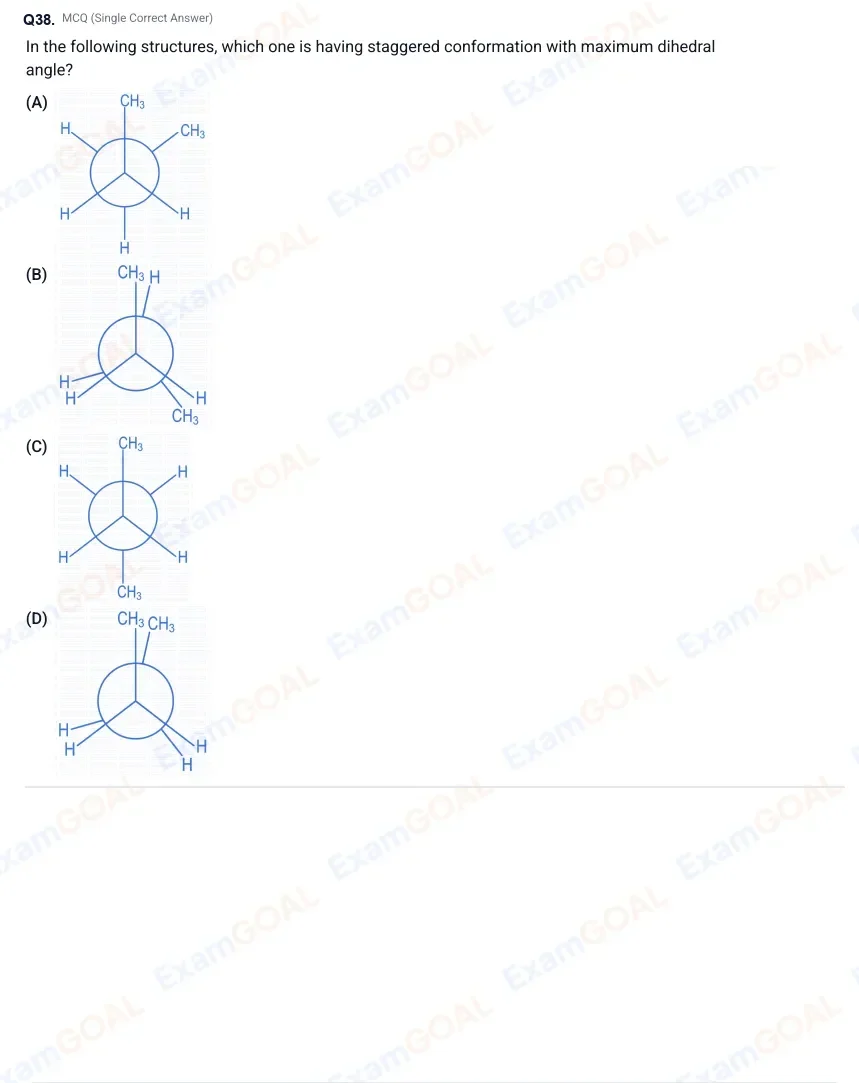 Q38. MCQ (Single Correct Answer)
In the following structures, which one is having staggered conformation with maximum dihedral
angle?
(A)
CH₃
H CH₃
H H
H
(B)
CH₃ H
H
H H
CH₃
(C)
CH₃
H H
H H
CH₃
(D)
CH₃ CH₃
H
H H
H
ExamGOAL